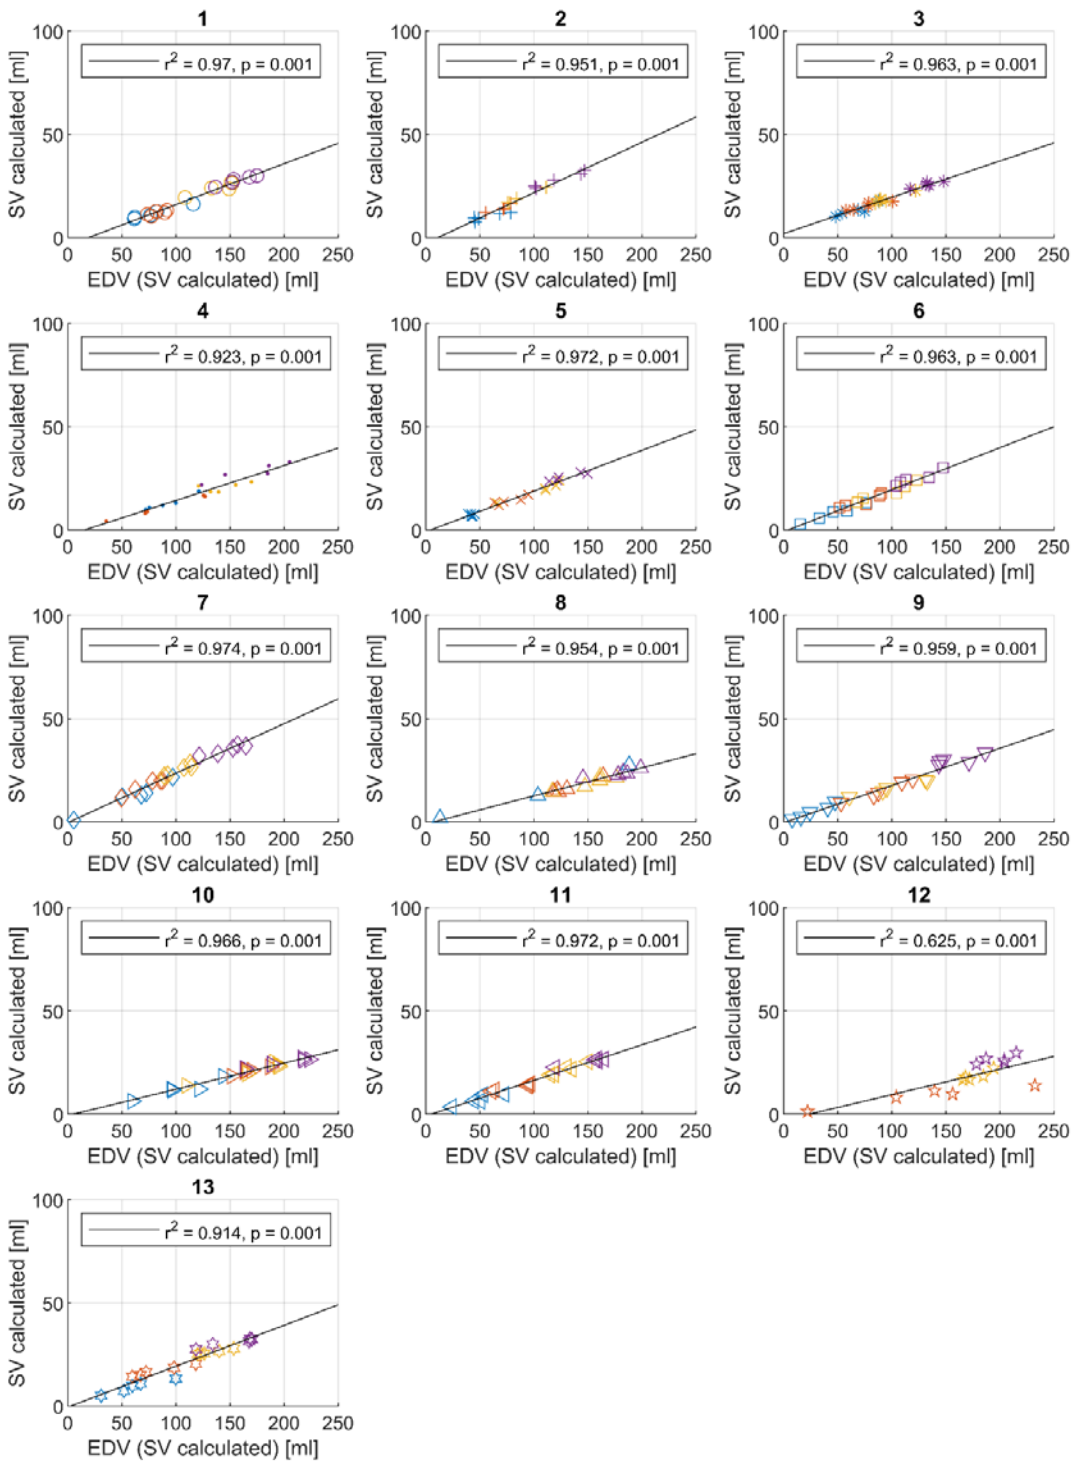 1 2 3
100 100 100
r² = 0.97, p = 0.001 r² = 0.951, p = 0.001 r² = 0.963, p = 0.001
SV calculated [ml] SV calculated [ml] SV calculated [ml]
50 50 50
0 0 0
0 50 100 150 200 250 0 50 100 150 200 250 0 50 100 150 200 250
EDV (SV calculated) [ml] EDV (SV calculated) [ml] EDV (SV calculated) [ml]
4 5 6
100 100 100
r² = 0.923, p = 0.001 r² = 0.972, p = 0.001 r² = 0.963, p = 0.001
SV calculated [ml] SV calculated [ml] SV calculated [ml]
50 50 50
0 0 0
0 50 100 150 200 250 0 50 100 150 200 250 0 50 100 150 200 250
EDV (SV calculated) [ml] EDV (SV calculated) [ml] EDV (SV calculated) [ml]
7 8 9
100 100 100
r² = 0.974, p = 0.001 r² = 0.954, p = 0.001 r² = 0.959, p = 0.001
SV calculated [ml] SV calculated [ml] SV calculated [ml]
50 50 50
0 0 0
0 50 100 150 200 250 0 50 100 150 200 250 0 50 100 150 200 250
EDV (SV calculated) [ml] EDV (SV calculated) [ml] EDV (SV calculated) [ml]
10 11 12
100 100 100
r² = 0.966, p = 0.001 r² = 0.972, p = 0.001 r² = 0.625, p = 0.001
SV calculated [ml] SV calculated [ml] SV calculated [ml]
50 50 50
0 0 0
0 50 100 150 200 250 0 50 100 150 200 250 0 50 100 150 200 250
EDV (SV calculated) [ml] EDV (SV calculated) [ml] EDV (SV calculated) [ml]
13
100
r² = 0.914, p = 0.001
SV calculated [ml]
50
0
0 50 100 150 200 250
EDV (SV calculated) [ml]